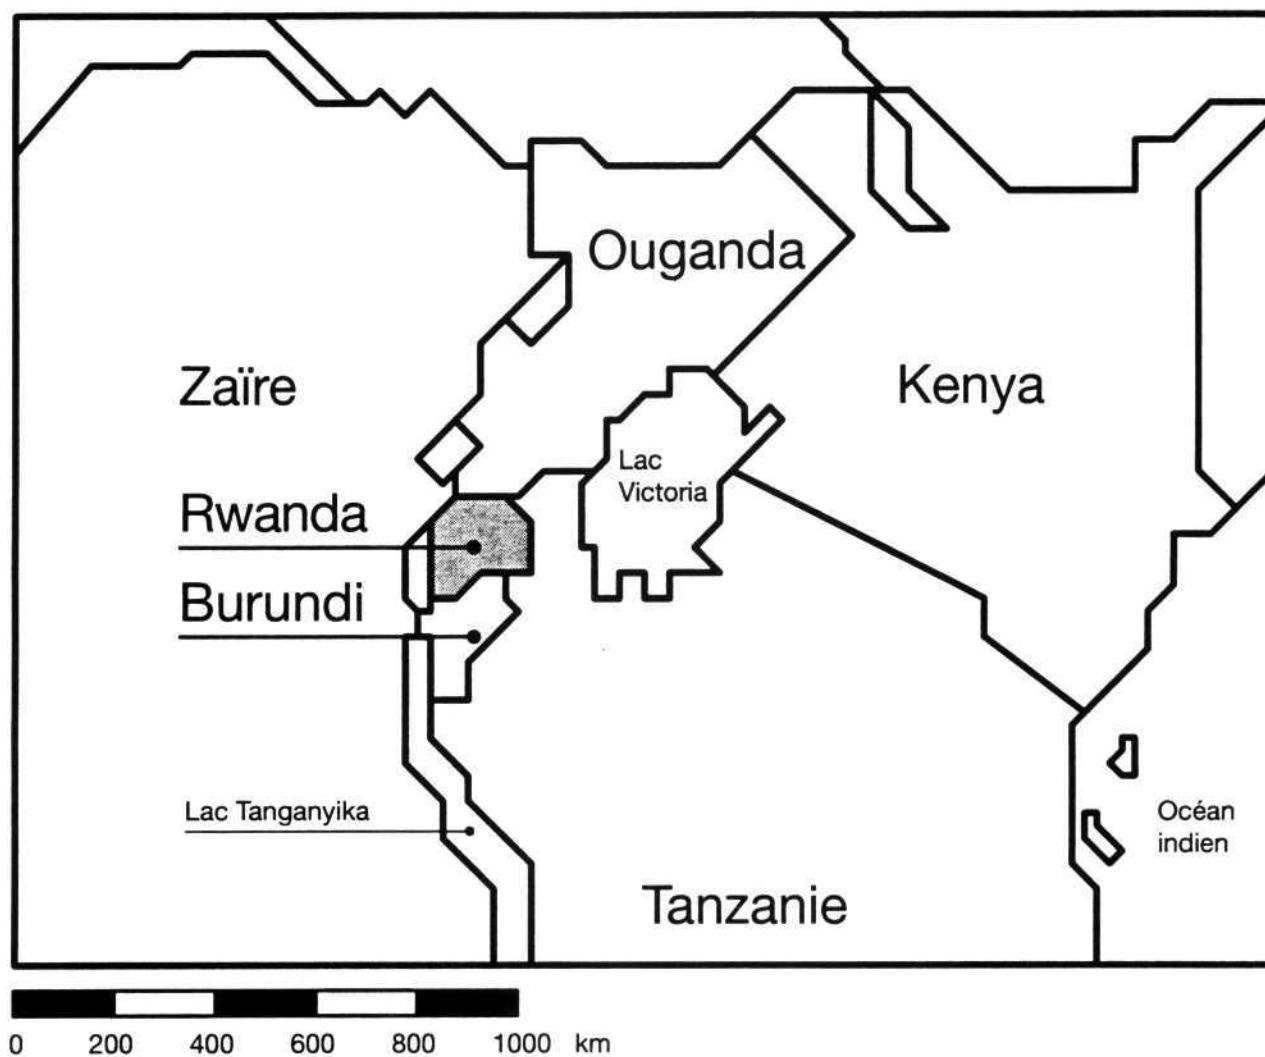 Ouganda
Zaïre
Kenya
Lac
Victoria
Rwanda
Burundi
Lac Tanganyika
Océan
indien
Tanzanie
0 200 400 600 800 1000 km